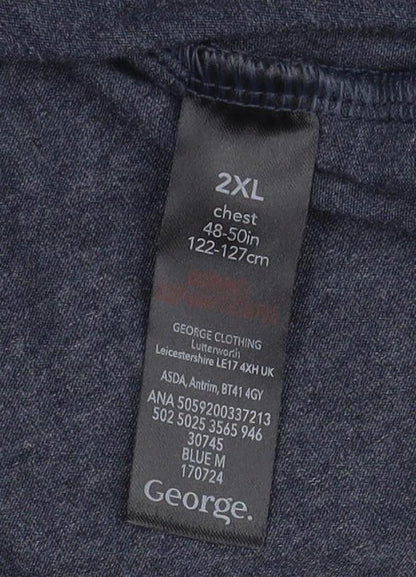 2XL
chest
48-50in
122-127cm
GEORGE CLOTHING
Lutterworth
Leicestershire LE17 4XH UK
ASDA, Antrim, BT41 4GY
ANA 5059200337213
502 5025 3565 946
30745
BLUE M
170724
George.